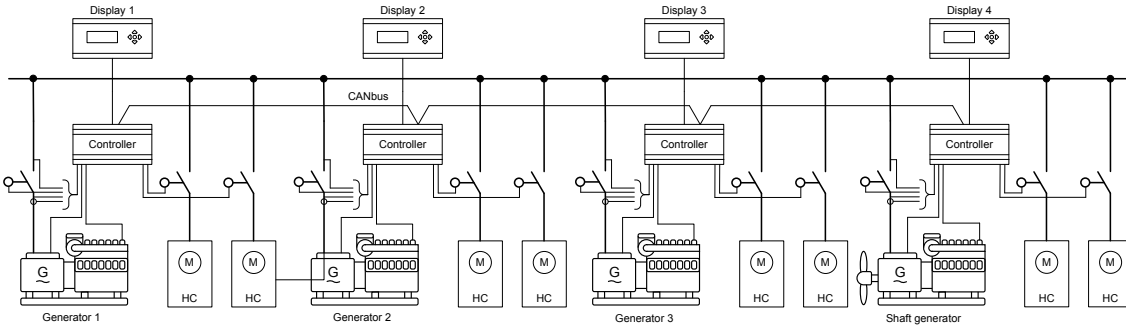 Display 1
Display 2
Display 3
Display 4
CANbus
Controller
Controller
Controller
Controller
G
M
HC
M
HC
G
M
HC
M
HC
G
M
HC
M
HC
G
M
HC
M
HC
Generator 1
Generator 2
Generator 3
Shaft generator